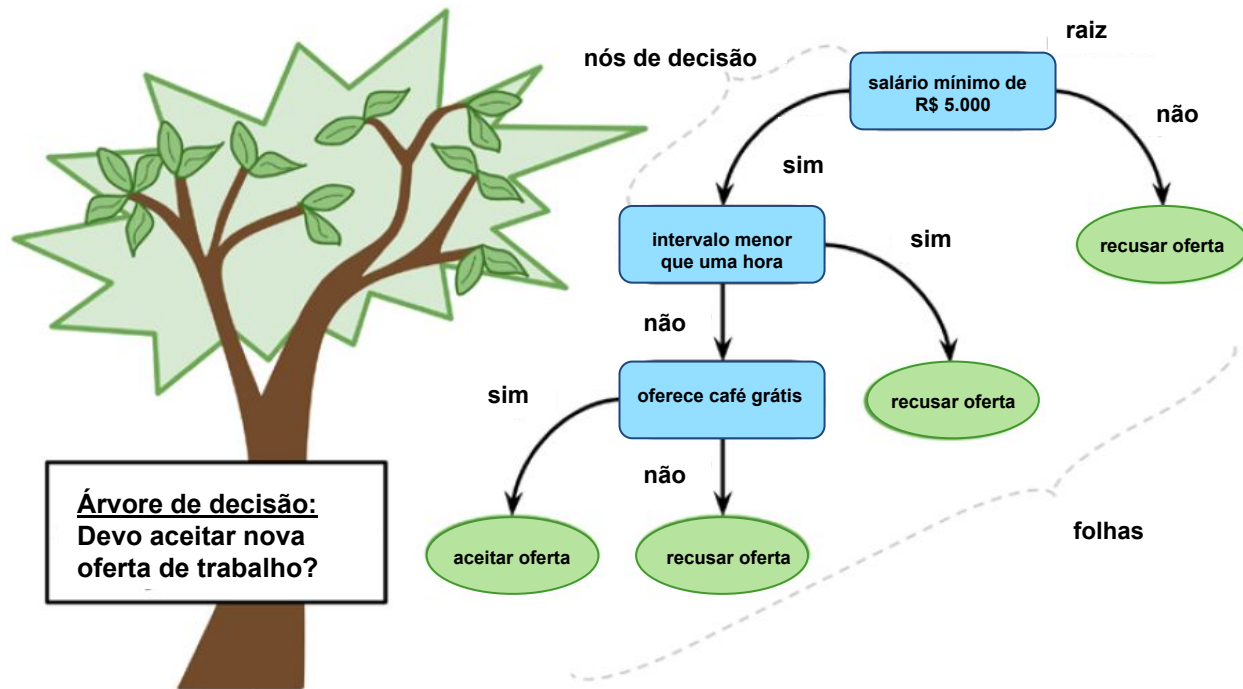 raiz
nós de decisão
salário mínimo de
R$ 5.000
não
sim
intervalo menor
que uma hora
sim
recusar oferta
não
sim
oferece café grátis
recusar oferta
não
Árvore de decisão:
Devo aceitar nova
oferta de trabalho?
aceitar oferta
recusar oferta
folhas